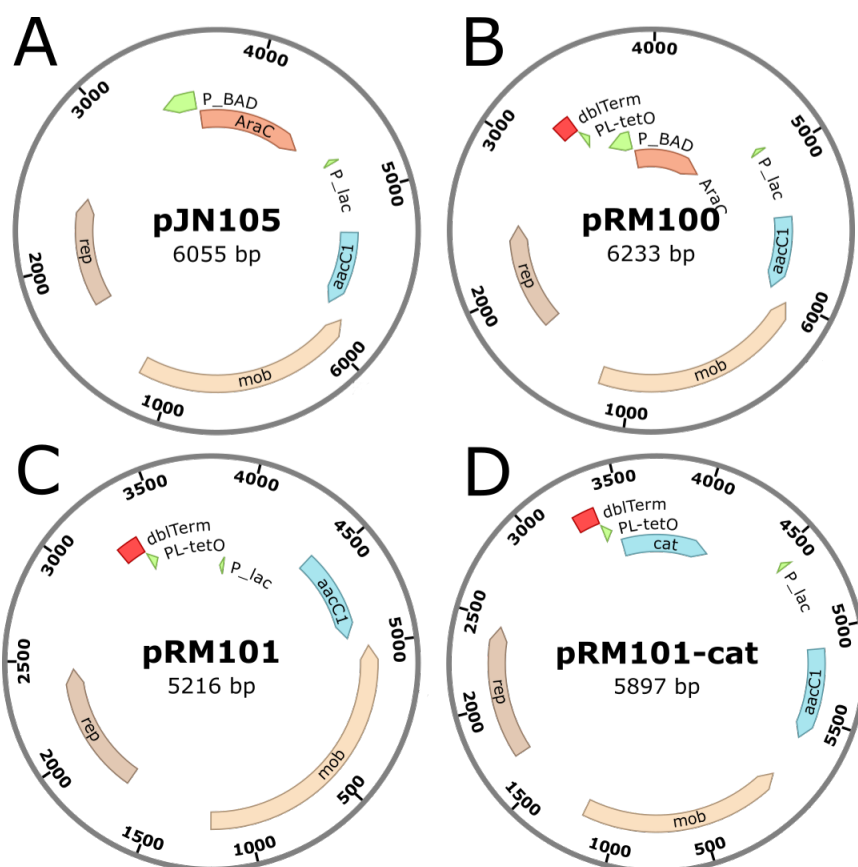 A
4000
3000
P_BAD
AraC
P_lac
5000
pJN105
6055 bp
rep
aacC1
2000
mob
6000
1000
B
4000
3000
dblTerm
PL-tetO
P_BAD
AraC
P_lac
5000
pRM100
6233 bp
rep
aacC1
2000
6000
mob
1000
C
4000
3500
3000
dblTerm
PL-tetO
P_lac
4500
aacC1
5000
2500
pRM101
5216 bp
rep
mob
2000
500
1500
1000
D
3500
4000
3000
dblTerm
PL-tetO
cat
4500
P_lac
2500
5000
pRM101-cat
5897 bp
rep
aacC1
2000
5500
1500
mob
1000
500